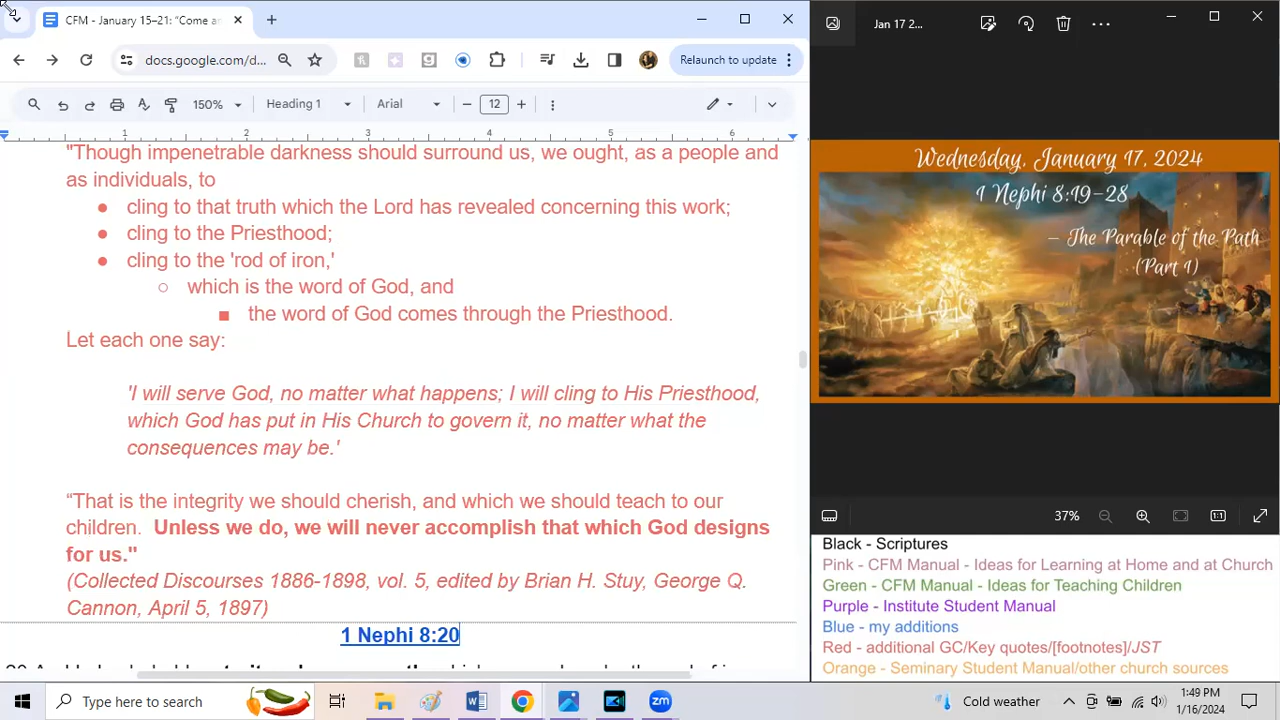 CFM - January 15–21: "Come a
docs.google.com/d...
Relaunch to update
150%
Heading 1
Arial
12
1 2 3 4 5 6
"Though impenetrable darkness should surround us, we ought, as a people and
as individuals, to
● cling to that truth which the Lord has revealed concerning this work;
● cling to the Priesthood;
● cling to the 'rod of iron,'
○ which is the word of God, and
■ the word of God comes through the Priesthood.
Let each one say:
'I will serve God, no matter what happens; I will cling to His Priesthood,
which God has put in His Church to govern it, no matter what the
consequences may be.'
“That is the integrity we should cherish, and which we should teach to our
children. Unless we do, we will never accomplish that which God designs
for us."
(Collected Discourses 1886-1898, vol. 5, edited by Brian H. Stuy, George Q.
Cannon, April 5, 1897)
1 Nephi 8:20
Jan 17 2...
Wednesday, January 17, 2024
1 Nephi 8:19-28
– The Parable of the Path
(Part 1)
37%
Black - Scriptures
Pink - CFM Manual - Ideas for Learning at Home and at Church
Green - CFM Manual - Ideas for Teaching Children
Purple - Institute Student Manual
Blue - my additions
Red - additional GC/Key quotes/[footnotes]/JST
Orange - Seminary Student Manual/other church sources
Type here to search
Cold weather
1:49 PM
1/16/2024